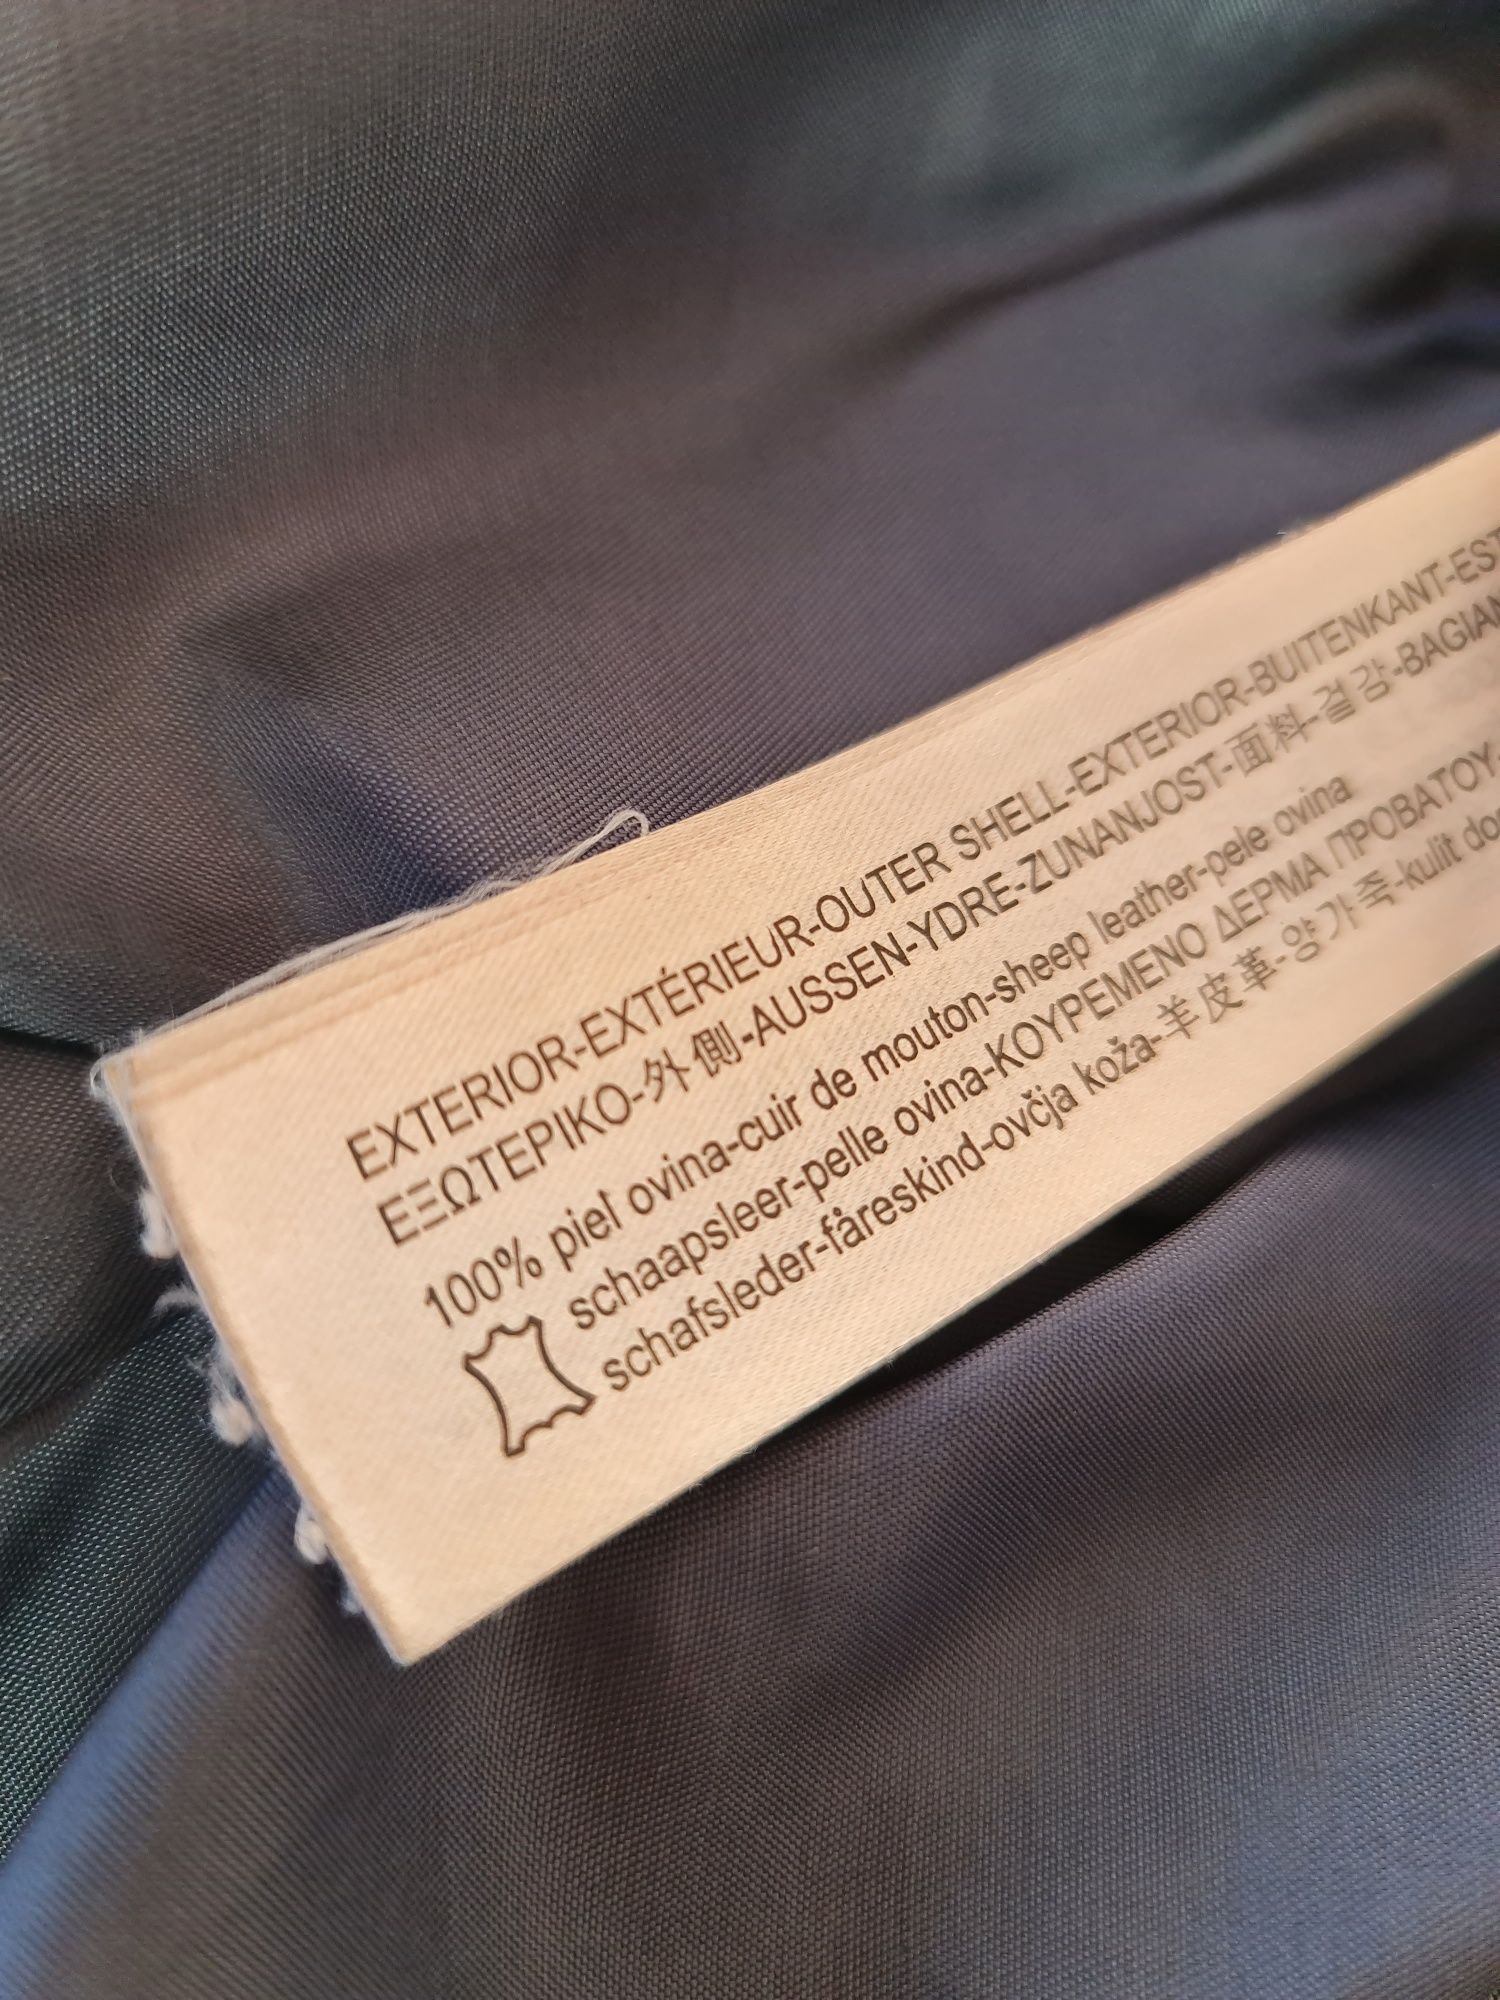 EXTERIOR-EXTÉRIEUR-OUTER SHELL-EXTERIOR-BUITENKANT-EST
ΕΞΩΤΕΡΙΚΟ-外側-AUSSEN-YDRE-ZUNANJOST-面料-겉감-BAGIAN
100% piel ovina-cuir de mouton-sheep leather-pele ovina
schaapsleer-pelle ovina-ΚΟΥΡΕΜΕΝΟ ΔΕΡΜΑ ΠΡΟΒΑΤΟΥ-
schafsleder-fåreskind-ovčja koža-羊皮革-양가죽-kulit